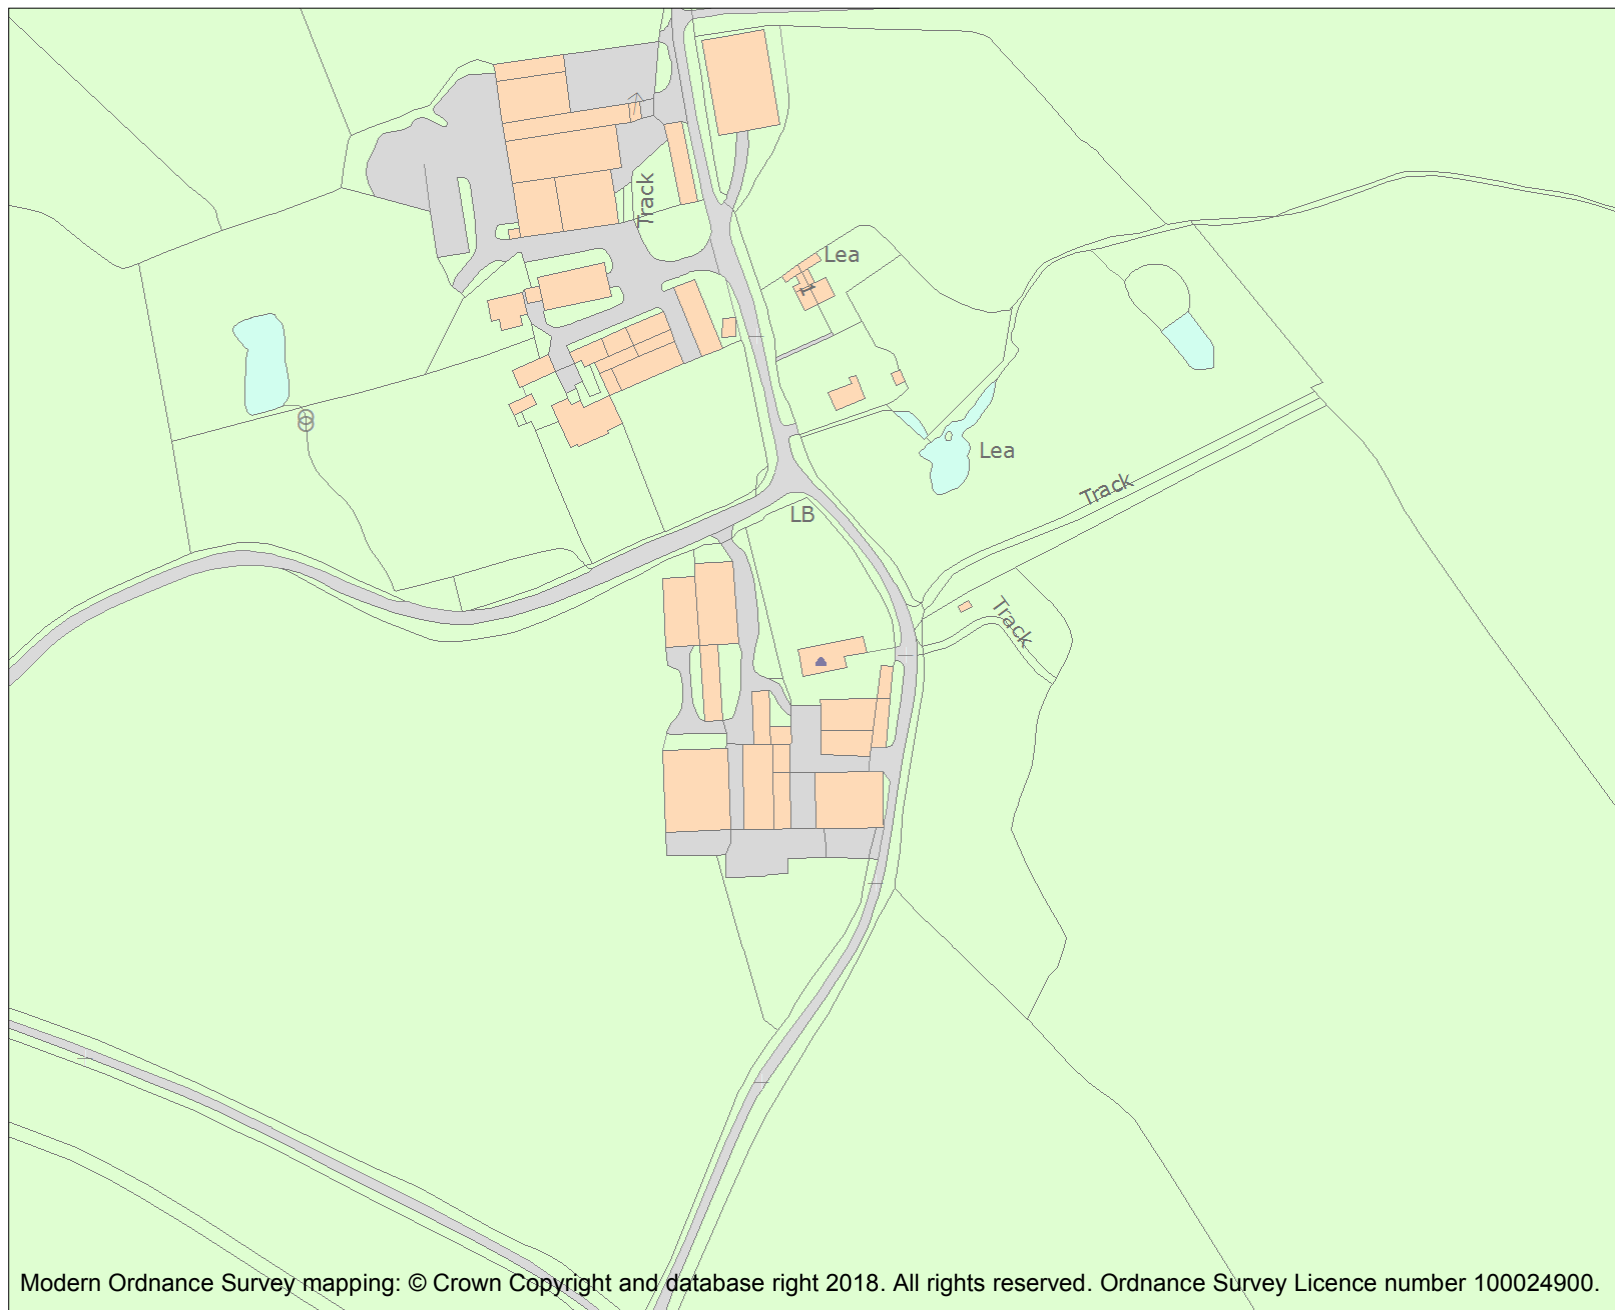 Track
Lea
1
Lea
Track
LB
Track
Modern Ordnance Survey mapping: © Crown Copyright and database right 2018. All rights reserved. Ordnance Survey Licence number 100024900.